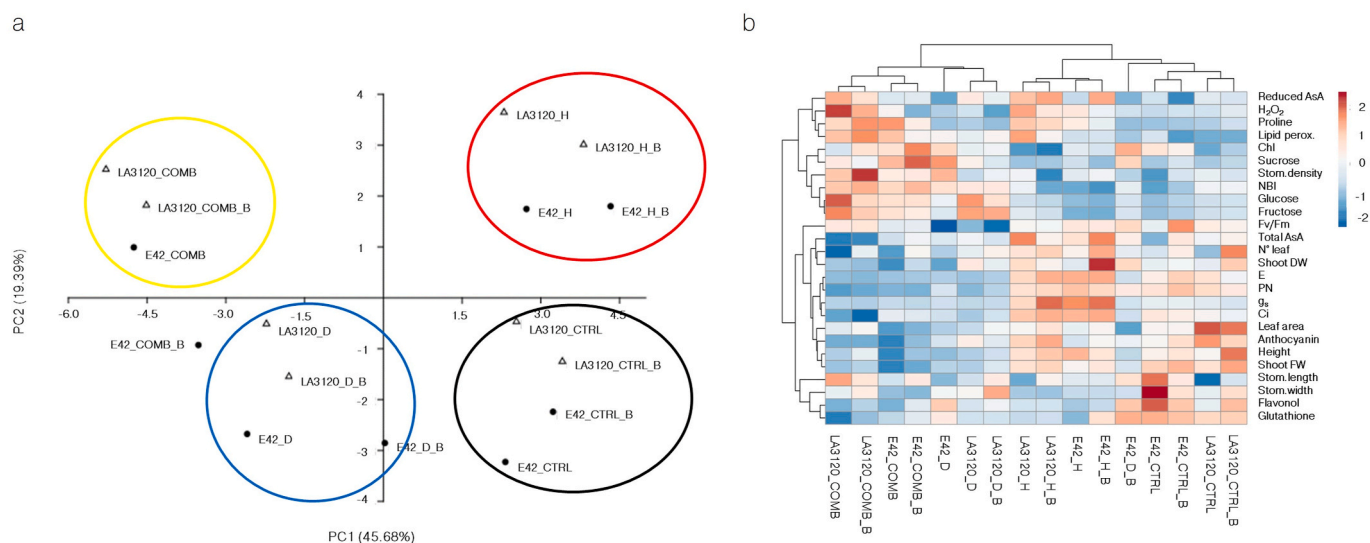 a
b
4
3
2
1
-1
-2
-3
-4
-6.0
-4.5
-3.0
-1.5
1.5
3.0
4.5
PC2 (19.39%)
PC1 (45.68%)
LA3120_H
LA3120_H_B
E42_H
E42_H_B
LA3120_COMB
LA3120_COMB_B
E42_COMB
E42_COMB_B
LA3120_D
LA3120_D_B
E42_D
E42_D_B
LA3120_CTRL
LA3120_CTRL_B
E42_CTRL_B
E42_CTRL
Reduced AsA
H₂O₂
Proline
Lipid perox.
Chl
Sucrose
Stom.density
NBI
Glucose
Fructose
Fv/Fm
Total AsA
N° leaf
Shoot DW
E
PN
gₛ
Ci
Leaf area
Anthocyanin
Height
Shoot FW
Stom.length
Stom.width
Flavonol
Glutathione
2
1
0
-1
-2
LA3120_COMB
LA3120_COMB_B
E42_COMB
E42_COMB_B
E42_D
LA3120_D
LA3120_D_B
LA3120_H
LA3120_H_B
E42_H
E42_H_B
E42_D_B
E42_CTRL
E42_CTRL_B
LA3120_CTRL
LA3120_CTRL_B